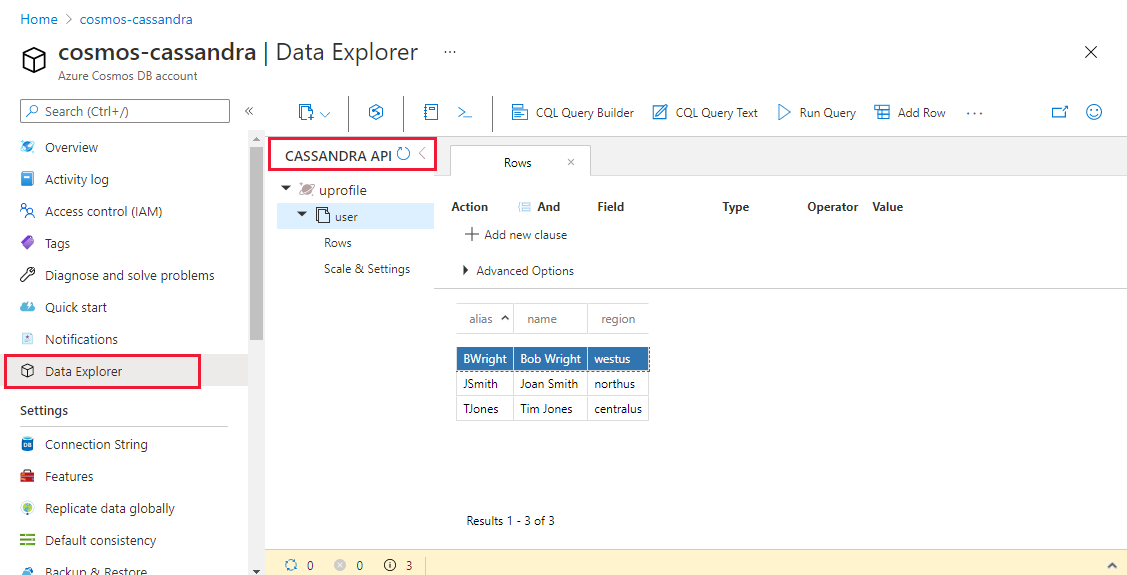 Home > cosmos-cassandra
cosmos-cassandra | Data Explorer ...
Azure Cosmos DB account
Search (Ctrl+/)
«
Overview
Activity log
Access control (IAM)
Tags
Diagnose and solve problems
Quick start
Notifications
Data Explorer
Settings
Connection String
Features
Replicate data globally
Default consistency
Backup & Restore
CQL Query Builder
CQL Query Text
Run Query
Add Row
...
CASSANDRA API
uprofile
user
Rows
Scale & Settings
Rows
Action And Field Type Operator Value
Add new clause
Advanced Options
alias name region
BWright Bob Wright westus
JSmith Joan Smith northus
TJones Tim Jones centralus
Results 1 - 3 of 3
0 0 3